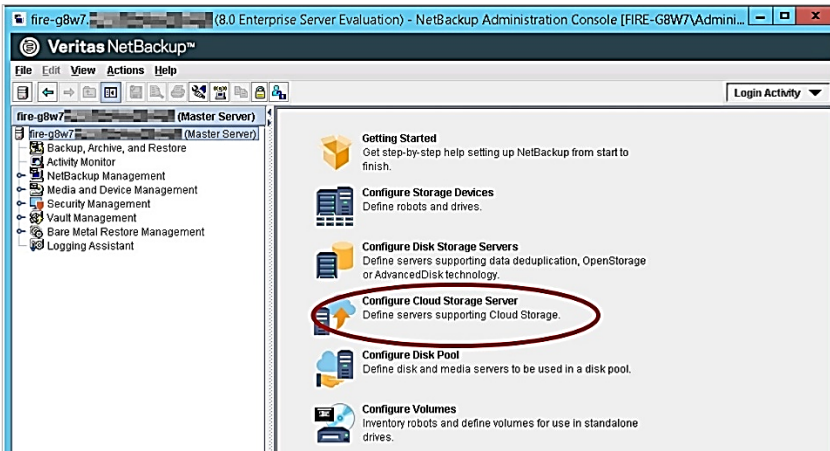 fire-g8w7. (8.0 Enterprise Server Evaluation) - NetBackup Administration Console [FIRE-G8W7\Admini...
Veritas NetBackup™
File Edit View Actions Help
Login Activity
fire-g8w7 (Master Server)
fire-g8w7 (Master Server)
Backup, Archive, and Restore
Activity Monitor
NetBackup Management
Media and Device Management
Security Management
Vault Management
Bare Metal Restore Management
Logging Assistant
Getting Started
Get step-by-step help setting up NetBackup from start to
finish.
Configure Storage Devices
Define robots and drives.
Configure Disk Storage Servers
Define servers supporting data deduplication, OpenStorage
or AdvancedDisk technology.
Configure Cloud Storage Server
Define servers supporting Cloud Storage.
Configure Disk Pool
Define disk and media servers to be used in a disk pool.
Configure Volumes
Inventory robots and define volumes for use in standalone
drives.